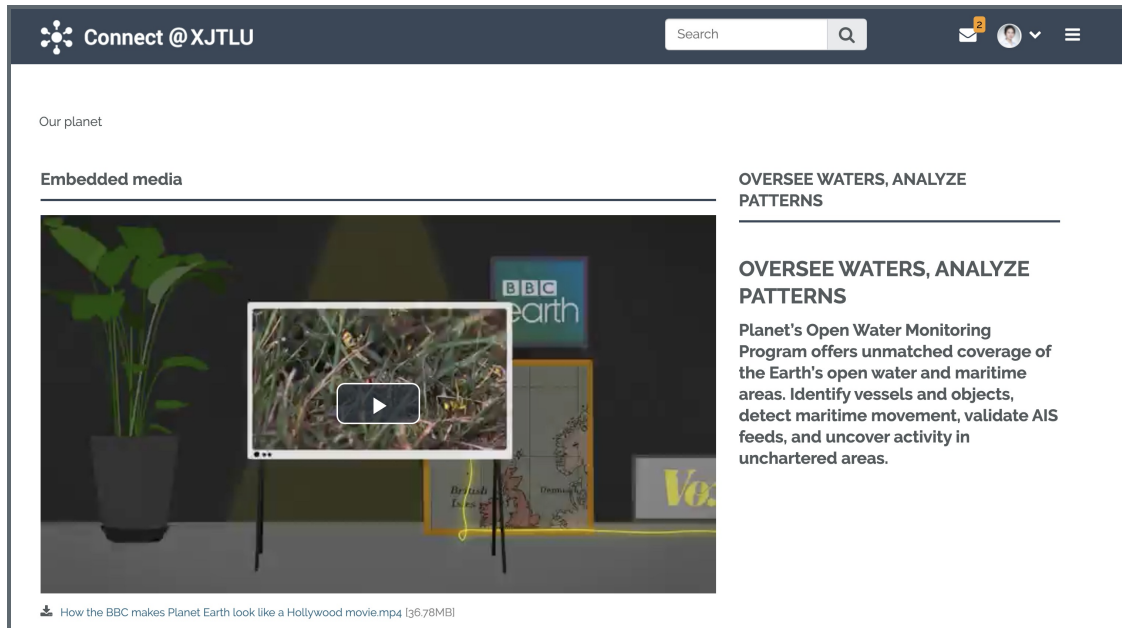 Connect @ XJTLU
Search
2
Our planet
Embedded media
BBC
earth
British
Isles
Vox
OVERSEE WATERS, ANALYZE
PATTERNS
OVERSEE WATERS, ANALYZE
PATTERNS
Planet's Open Water Monitoring
Program offers unmatched coverage of
the Earth's open water and maritime
areas. Identify vessels and objects,
detect maritime movement, validate AIS
feeds, and uncover activity in
unchartered areas.
How the BBC makes Planet Earth look like a Hollywood movie.mp4 [36.78MB]